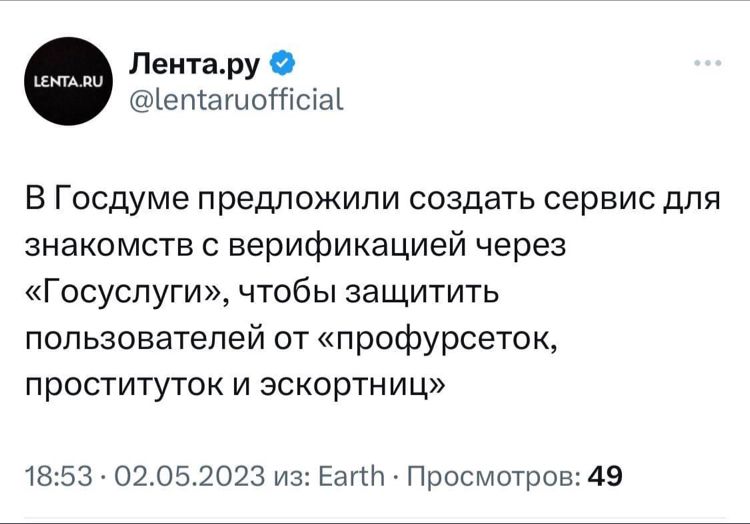 LENTA.RU
Лента.ру
@lentaruofficial
В Госдуме предложили создать сервис для
знакомств с верификацией через
«Госуслуги», чтобы защитить
пользователей от «профурсеток,
проституток и эскортниц»
18:53 · 02.05.2023 из: Earth · Просмотров: 49